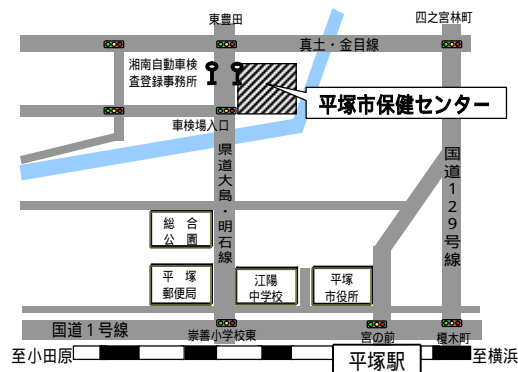 東豊田
四之宮林町
真土・金目線
湘南自動車検
査登録事務所
平塚市保健センター
車検場入口
県道大島・明石線
国道129号線
総 合
公 園
平 塚
郵便局
江陽
中学校
平塚
市役所
国道1号線
崇善小学校東
宮の前
榎木町
至小田原
平塚駅
至横浜